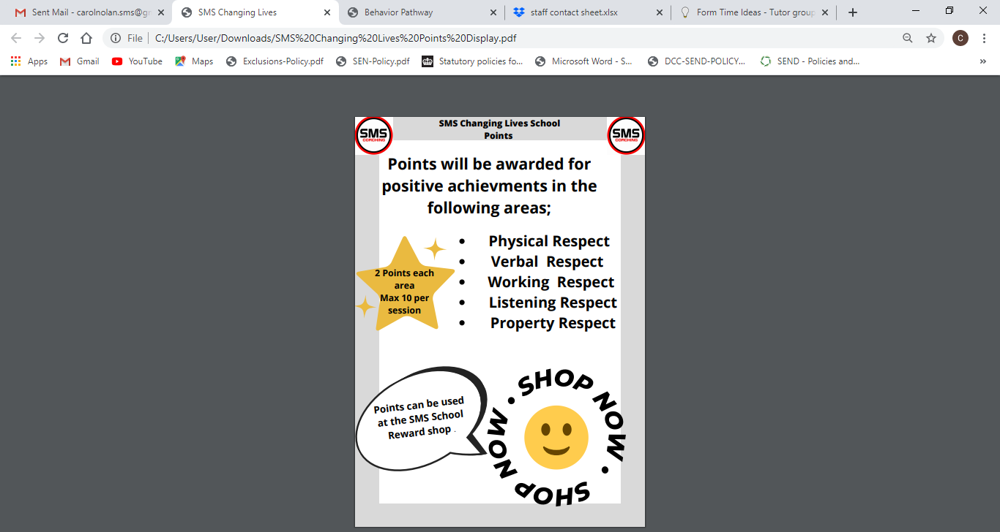 Sent Mail - carolnolan.sms@g
SMS Changing Lives
Behavior Pathway
staff contact sheet.xlsx
Form Time Ideas - Tutor group
File
C:/Users/User/Downloads/SMS%20Changing%20Lives%20Points%20Display.pdf
C
Apps
Gmail
YouTube
Maps
Exclusions-Policy.pdf
SEN-Policy.pdf
Statutory policies fo...
Microsoft Word - S...
DCC-SEND-POLICY...
SEND - Policies and...
»
SMS
COACHING
SMS Changing Lives School
Points
SMS
COACHING
Points will be awarded for
positive achievments in the
following areas;
2 Points each
area
Max 10 per
session
• Physical Respect
• Verbal Respect
• Working Respect
• Listening Respect
• Property Respect
Points can be used
at the SMS School
Reward shop .
SHOP NOW • SHOP NOW •